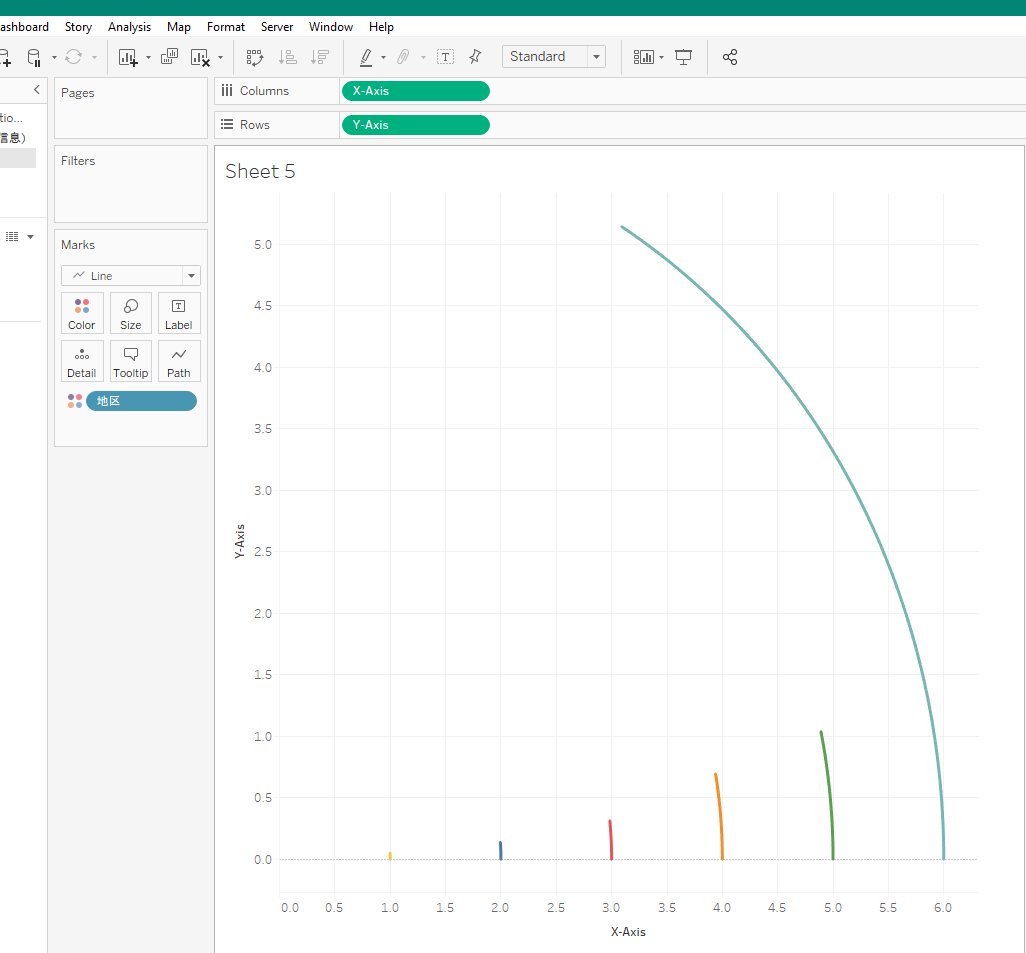 ashboard Story Analysis Map Format Server Window Help
Standard
tio...
信息)
Pages
Filters
Marks
Line
Color Size Label
Detail Tooltip Path
地区
Columns X-Axis
Rows Y-Axis
Sheet 5
Y-Axis
5.0
4.5
4.0
3.5
3.0
2.5
2.0
1.5
1.0
0.5
0.0
0.0 0.5 1.0 1.5 2.0 2.5 3.0 3.5 4.0 4.5 5.0 5.5 6.0
X-Axis